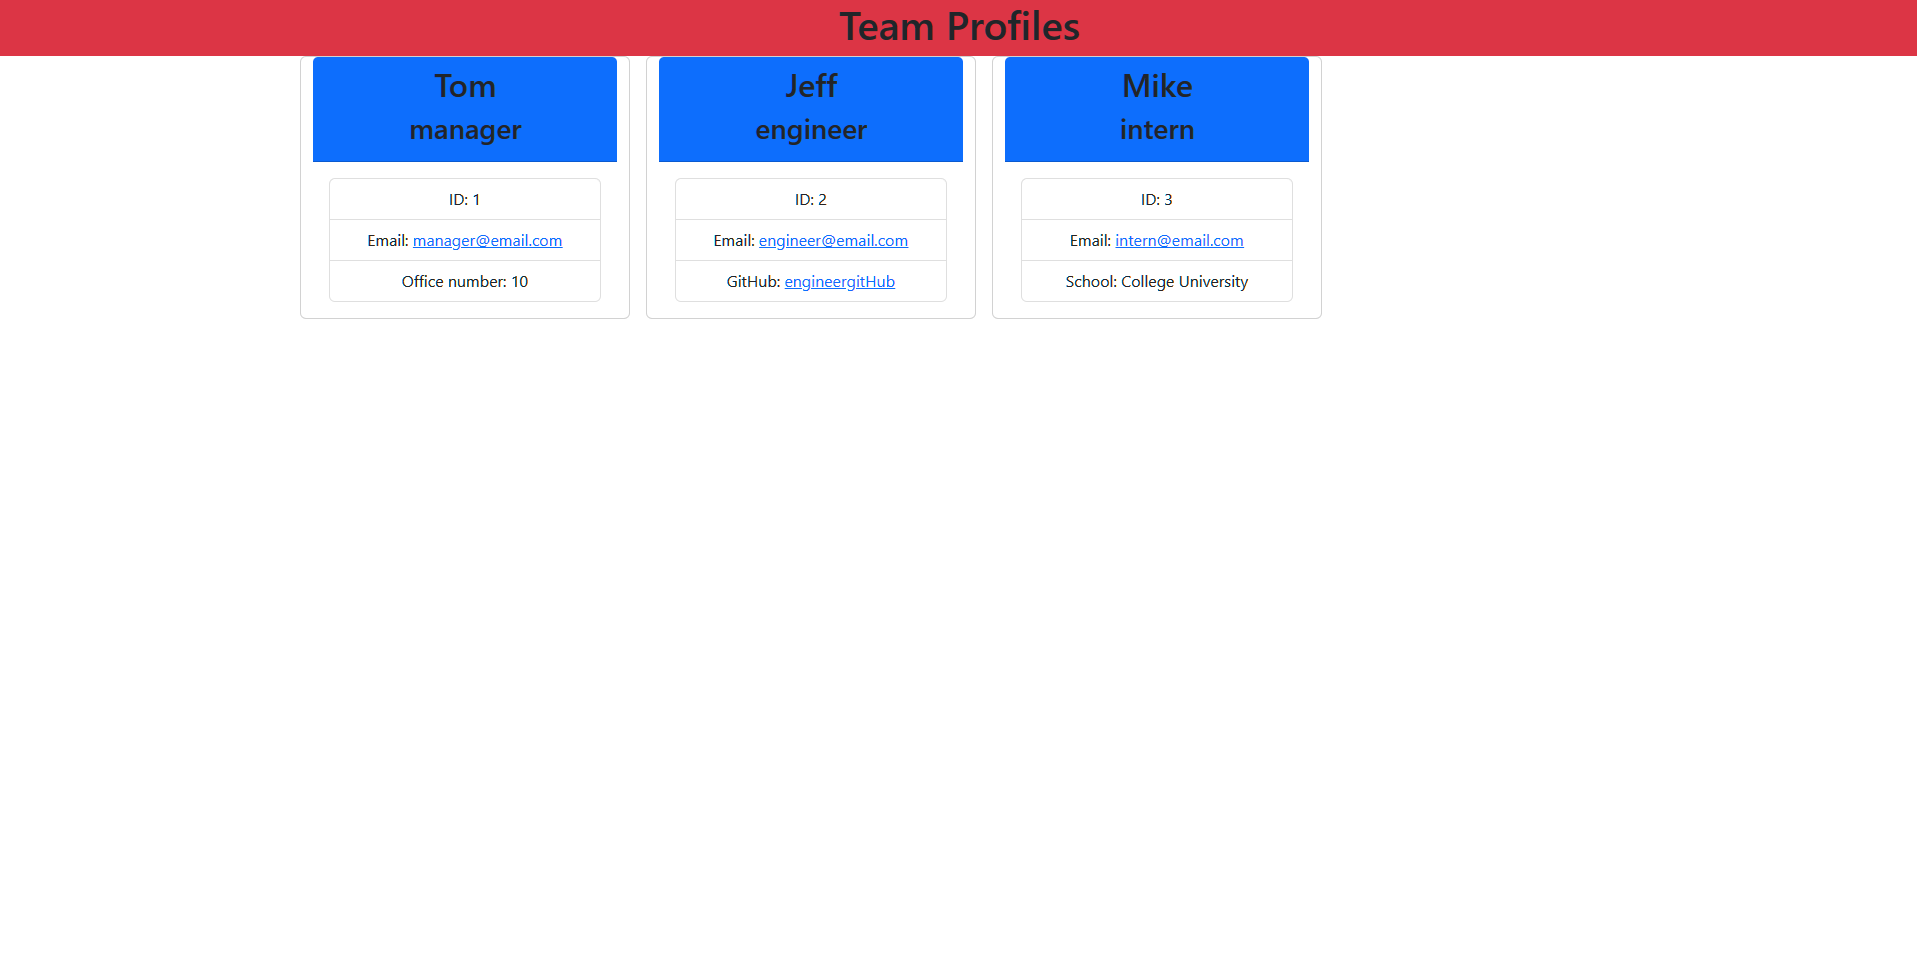 Team Profiles
Tom
manager
ID: 1
Email: manager@email.com
Office number: 10
Jeff
engineer
ID: 2
Email: engineer@email.com
GitHub: engineergitHub
Mike
intern
ID: 3
Email: intern@email.com
School: College University